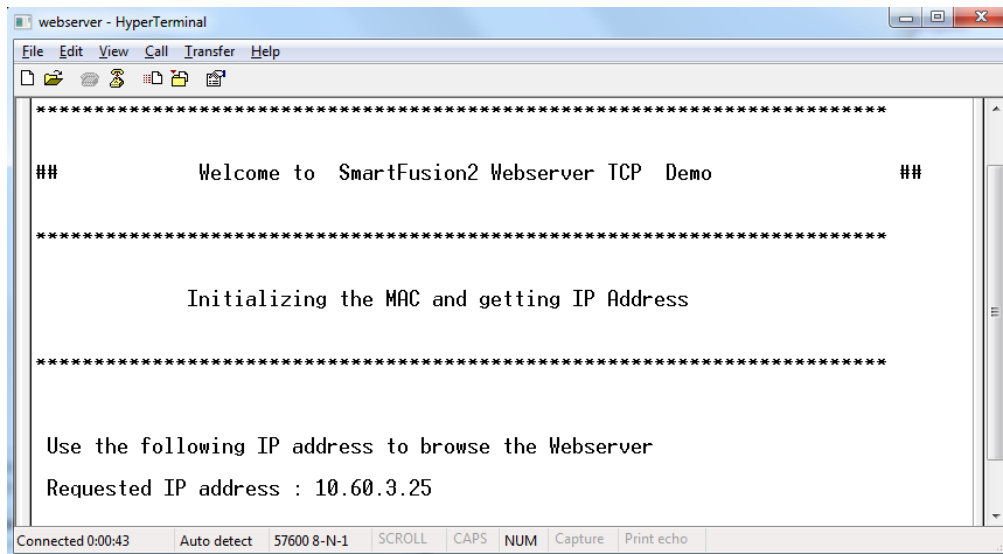 webserver - HyperTerminal
File Edit View Call Transfer Help
*************************************************************************
## Welcome to SmartFusion2 Webserver TCP Demo ##
*************************************************************************
Initializing the MAC and getting IP Address
*************************************************************************
Use the following IP address to browse the Webserver
Requested IP address : 10.60.3.25
Connected 0:00:43 Auto detect 57600 8-N-1 SCROLL CAPS NUM Capture Print echo